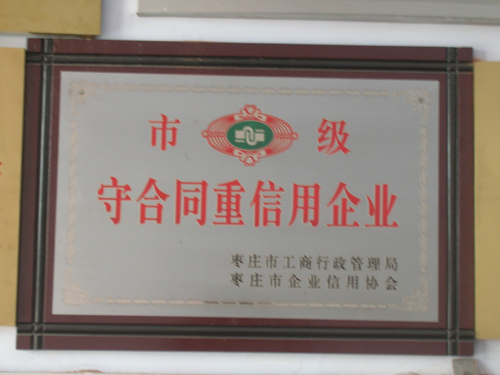 市 级
守合同重信用企业
枣庄市工商行政管理局
枣庄市企业信用协会